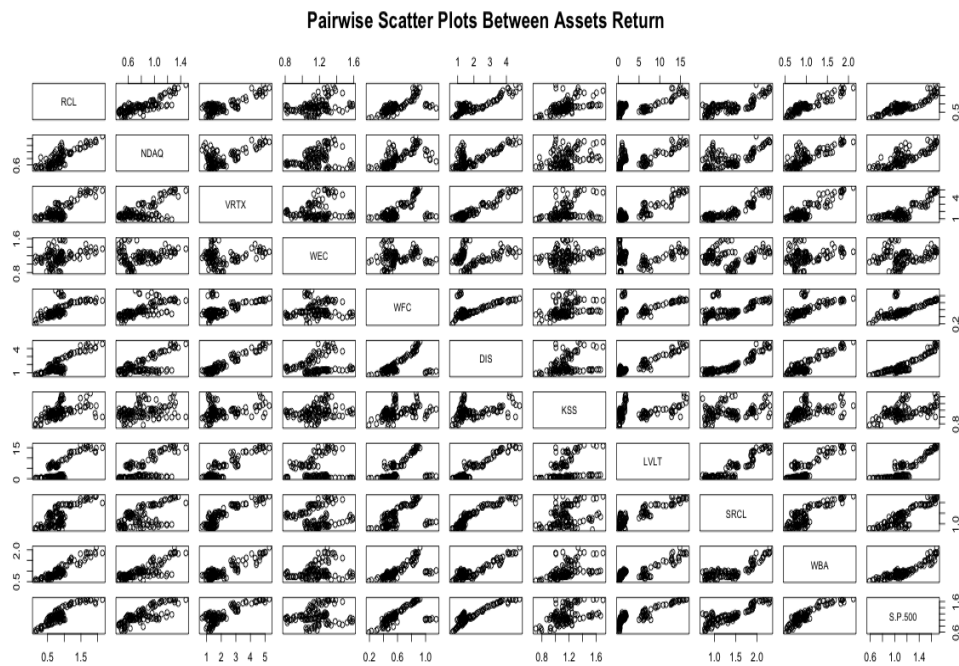 Pairwise Scatter Plots Between Assets Return
0.6 1.0 1.4
0.8 1.2 1.6
1 2 3 4
0 5 10 15
0.5 1.0 1.5 2.0
RCL
0.5
0.6
NDAQ
VRTX
1 4
0.8 1.6
WEC
WFC
0.2
1 4
DIS
KSS
0.8
0 15
LVLT
SRCL
1.0
0.5 2.0
WBA
S.P.500
0.6 1.6
0.5 1.5
1 2 3 4 5
0.2 0.6 1.0
0.8 1.2 1.6
1.0 2.0
0.6 1.0 1.4